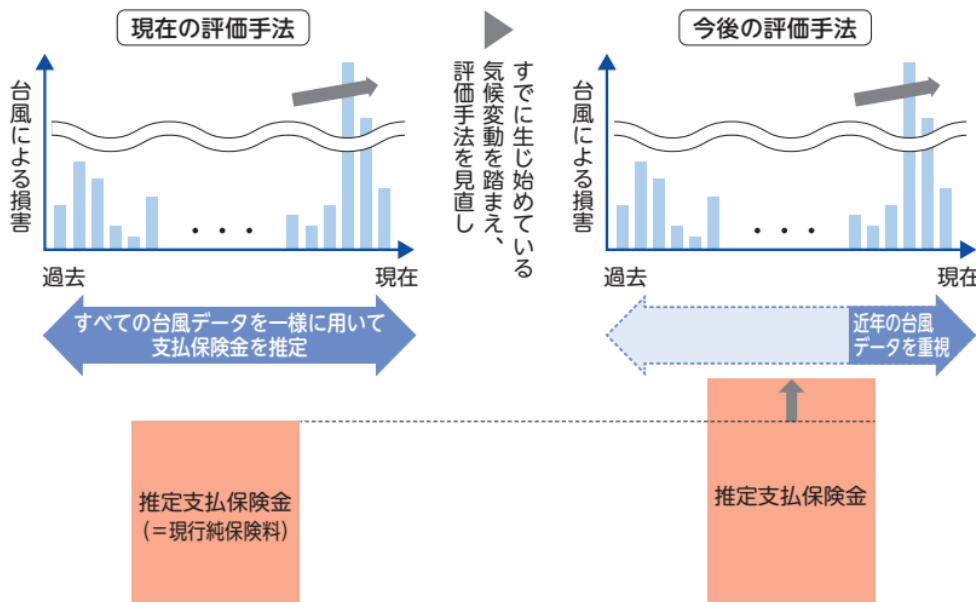 現在の評価手法
台風による損害
過去
現在
すべての台風データを一様に用いて
支払保険金を推定
推定支払保険金
(=現行純保険料)
すでに生じ始めている
気候変動を踏まえ、
評価手法を見直し
今後の評価手法
台風による損害
過去
現在
近年の台風
データを重視
推定支払保険金